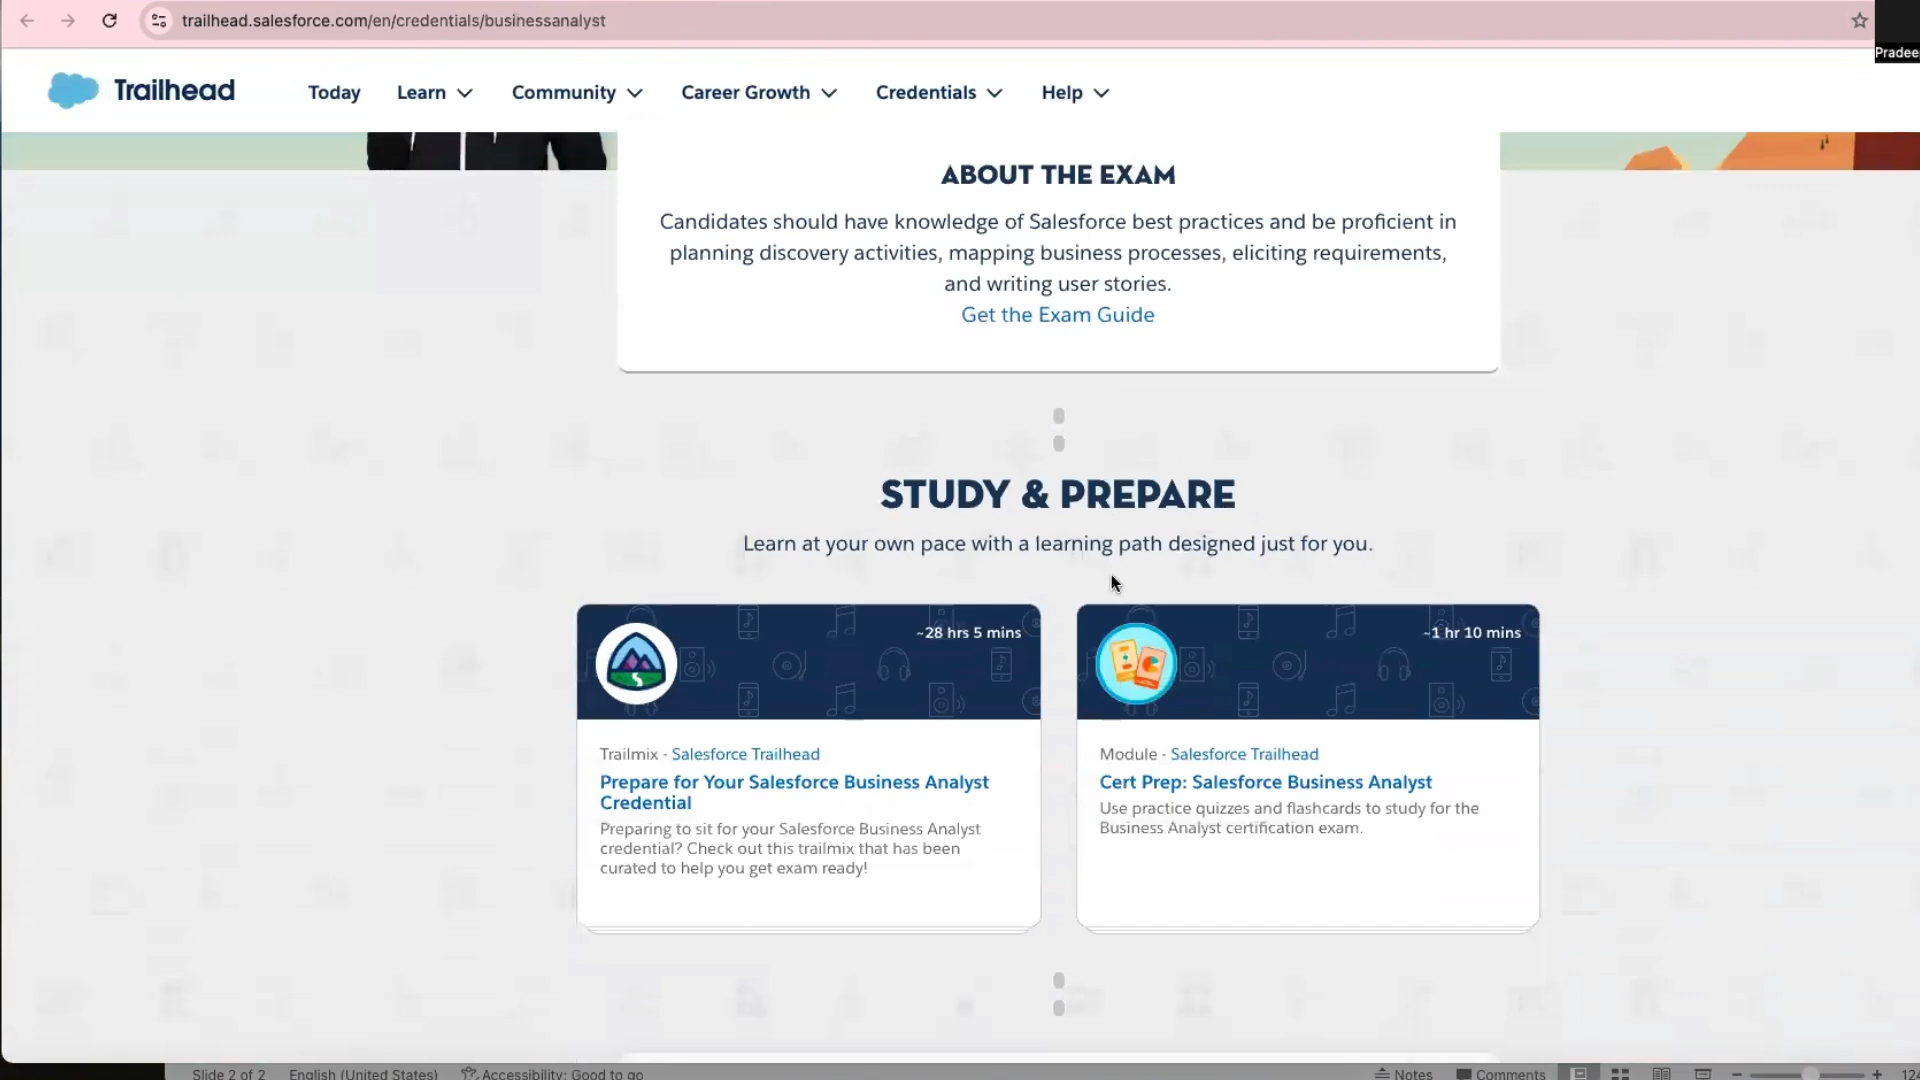 trailhead.salesforce.com/en/credentials/businessanalyst
Pradee
Trailhead
Today
Learn
Community
Career Growth
Credentials
Help
ABOUT THE EXAM
Candidates should have knowledge of Salesforce best practices and be proficient in
planning discovery activities, mapping business processes, eliciting requirements,
and writing user stories.
Get the Exam Guide
STUDY & PREPARE
Learn at your own pace with a learning path designed just for you.
~28 hrs 5 mins
Trailmix - Salesforce Trailhead
Prepare for Your Salesforce Business Analyst
Credential
Preparing to sit for your Salesforce Business Analyst
credential? Check out this trailmix that has been
curated to help you get exam ready!
~1 hr 10 mins
Module - Salesforce Trailhead
Cert Prep: Salesforce Business Analyst
Use practice quizzes and flashcards to study for the
Business Analyst certification exam.
Slide 2 of 2
English (United States)
Accessibility: Good to go
Notes
Comments
124